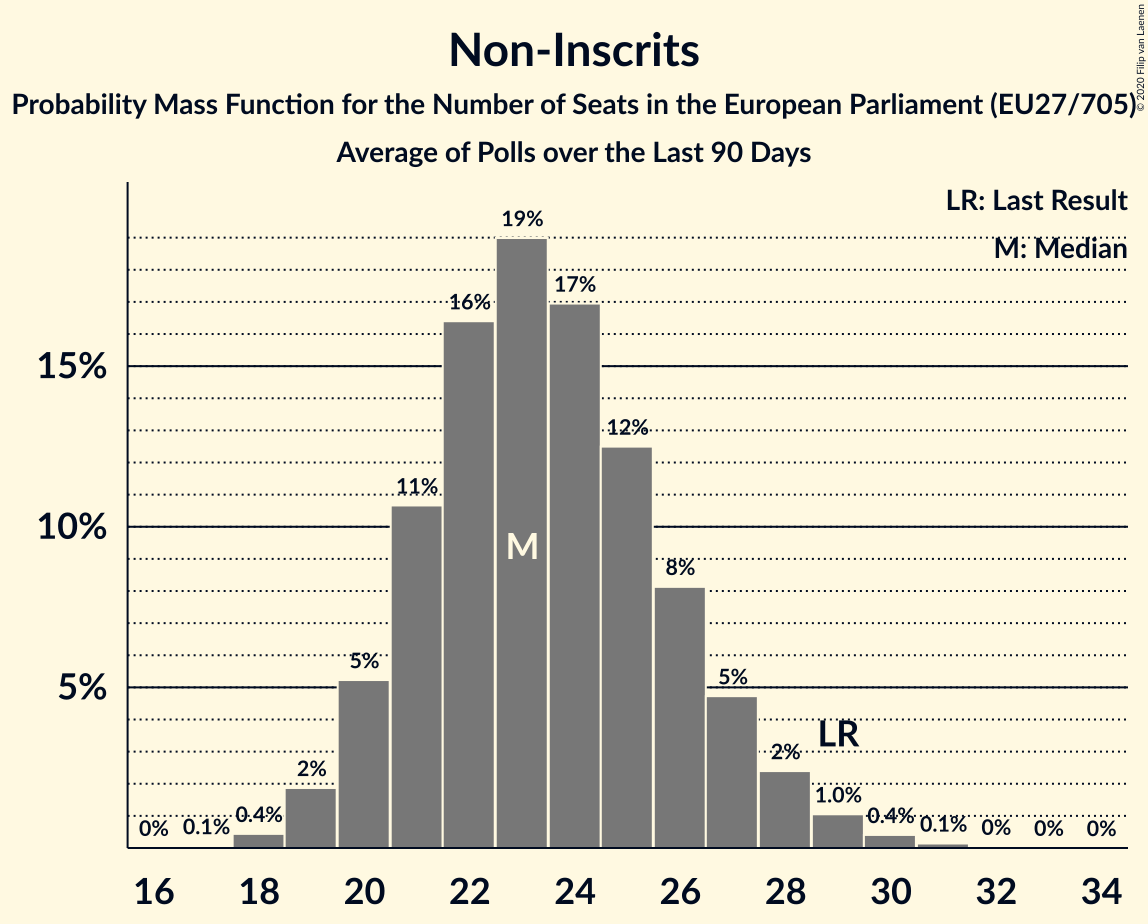 Non-Inscrits
Probability Mass Function for the Number of Seats in the European Parliament (EU27/705)
Average of Polls over the Last 90 Days
© 2020 Filip van Laenen
LR: Last Result
M: Median
19%
17%
16%
15%
12%
11%
10%
M
8%
5%
5%
5%
LR
2%
2%
1.0%
0% 0.1% 0.4% 0.4% 0.1% 0% 0% 0%
16 18 20 22 24 26 28 30 32 34